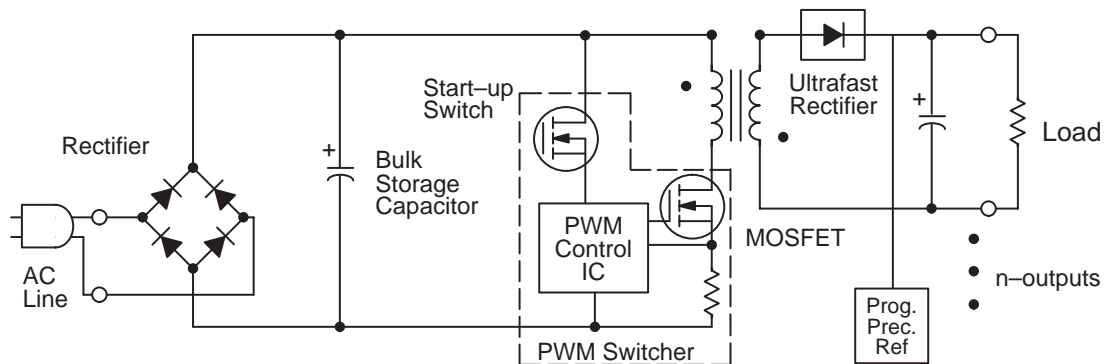 Rectifier
AC
Line
+
Bulk
Storage
Capacitor
Start–up
Switch
PWM
Control
IC
PWM Switcher
MOSFET
Ultrafast
Rectifier
+
Load
n–outputs
Prog.
Prec.
Ref